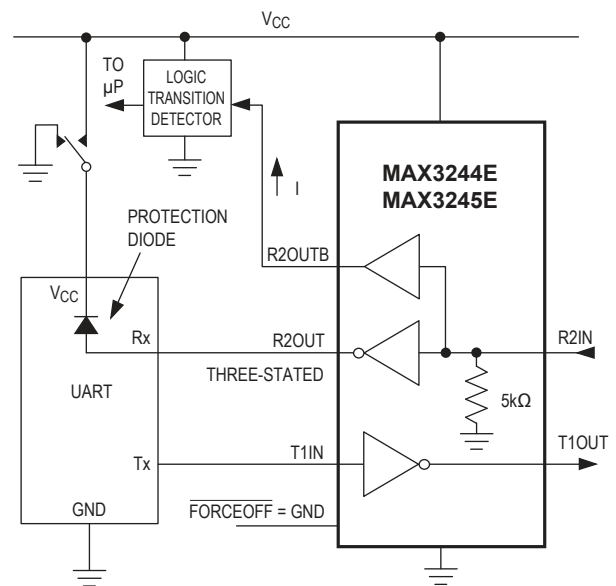 VCC
TO
µP
LOGIC
TRANSITION
DETECTOR
I
MAX3244E
MAX3245E
PROTECTION
DIODE
R2OUTB
VCC
Rx
R2OUT
R2IN
THREE-STATED
5kΩ
UART
T1IN
T1OUT
Tx
GND
FORCEOFF = GND